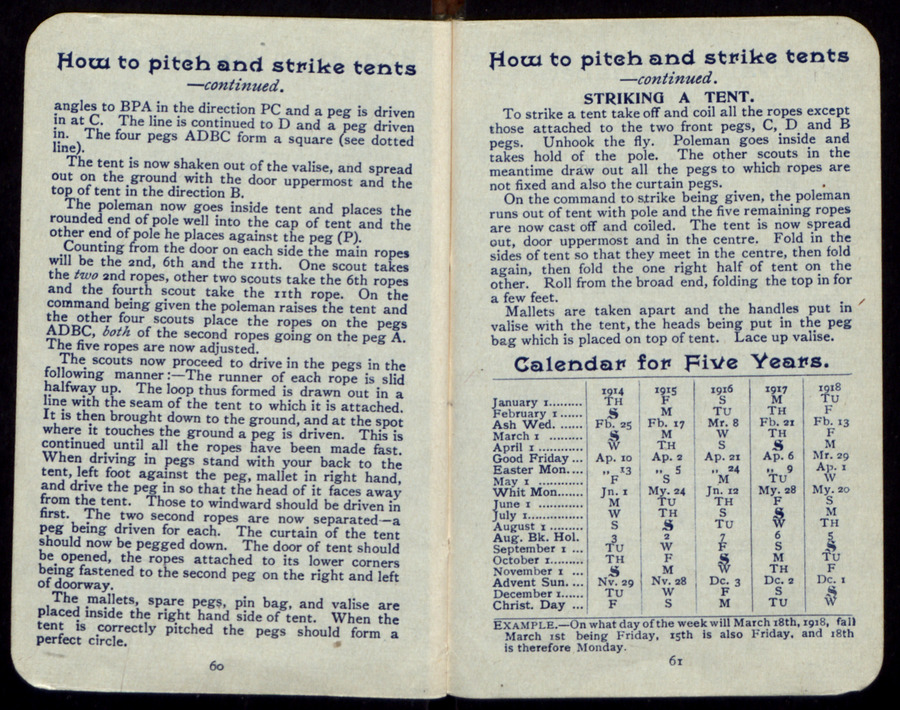 How to pitch and strike tents
—continued.
angles to BPA in the direction PC and a peg is driven
in at C. The line is continued to D and a peg driven
in. The four pegs ADBC form a square (see dotted
line).
The tent is now shaken out of the valise, and spread
out on the ground with the door uppermost and the
top of tent in the direction B.
The poleman now goes inside tent and places the
rounded end of pole well into the cap of tent and the
other end of pole he places against the peg (P).
Counting from the door on each side the main ropes
will be the 2nd, 6th and the 11th. One scout takes
the two 2nd ropes, other two scouts take the 6th ropes
and the fourth scout take the 11th rope. On the
command being given the poleman raises the tent and
the other four scouts place the ropes on the pegs
ADBC, both of the second ropes going on the peg A.
The five ropes are now adjusted.
The scouts now proceed to drive in the pegs in the
following manner:—The runner of each rope is slid
halfway up. The loop thus formed is drawn out in a
line with the seam of the tent to which it is attached.
It is then brought down to the ground, and at the spot
where it touches the ground a peg is driven. This is
continued until all the ropes have been made fast.
When driving in pegs stand with your back to the
tent, left foot against the peg, mallet in right hand,
and drive the peg in so that the head of it faces away
from the tent. Those to windward should be driven in
first. The two second ropes are now separated—a
peg being driven for each. The curtain of the tent
should now be pegged down. The door of tent should
be opened, the ropes attached to its lower corners
being fastened to the second peg on the right and left
of doorway.
The mallets, spare pegs, pin bag, and valise are
placed inside the right hand side of tent. When the
tent is correctly pitched the pegs should form a
perfect circle.
60
How to pitch and strike tents
—continued.
STRIKING A TENT.
To strike a tent take off and coil all the ropes except
those attached to the two front pegs, C, D and B
pegs. Unhook the fly. Poleman goes inside and
takes hold of the pole. The other scouts in the
meantime draw out all the pegs to which ropes are
not fixed and also the curtain pegs.
On the command to strike being given, the poleman
runs out of tent with pole and the five remaining ropes
are now cast off and coiled. The tent is now spread
out, door uppermost and in the centre. Fold in the
sides of tent so that they meet in the centre, then fold
again, then fold the one right half of tent on the
other. Roll from the broad end, folding the top in for
a few feet.
Mallets are taken apart and the handles put in
valise with the tent, the heads being put in the peg
bag which is placed on top of tent. Lace up valise.
Calendar for Five Years.
1914 1915 1916 1917 1918
January 1......... TH F S M TU
February 1...... S M TU TH F
Ash Wed. ...... Fb. 25 Fb. 17 Mr. 8 Fb. 21 Fb. 13
March 1 ......... S M W TH F
April 1 ............ W TH S S M
Good Friday... Ap. 10 Ap. 2 Ap. 21 Ap. 6 Mr. 29
Easter Mon.... „ 13 „ 5 „ 24 „ 9 Ap. 1
May 1 ............ F S M TU W
Whit Mon....... Jn. 1 My. 24 Jn. 12 My. 28 My. 20
June 1 ............ M TU TH F S
July 1.............. W TH S S M
August 1 ......... S S TU W TH
Aug. Bk. Hol. 3 2 7 6 5
September 1 ... TU W F S S
October 1......... TH F S M TU
November 1 ... S M W TH F
Advent Sun. ... Nv. 29 Nv. 28 Dc. 3 Dc. 2 Dc. 1
December 1...... TU W F S S
Christ. Day ... F S M TU W
EXAMPLE.—On what day of the week will March 18th, 1918, fall
March 1st being Friday, 15th is also Friday, and 18th
is therefore Monday.
61